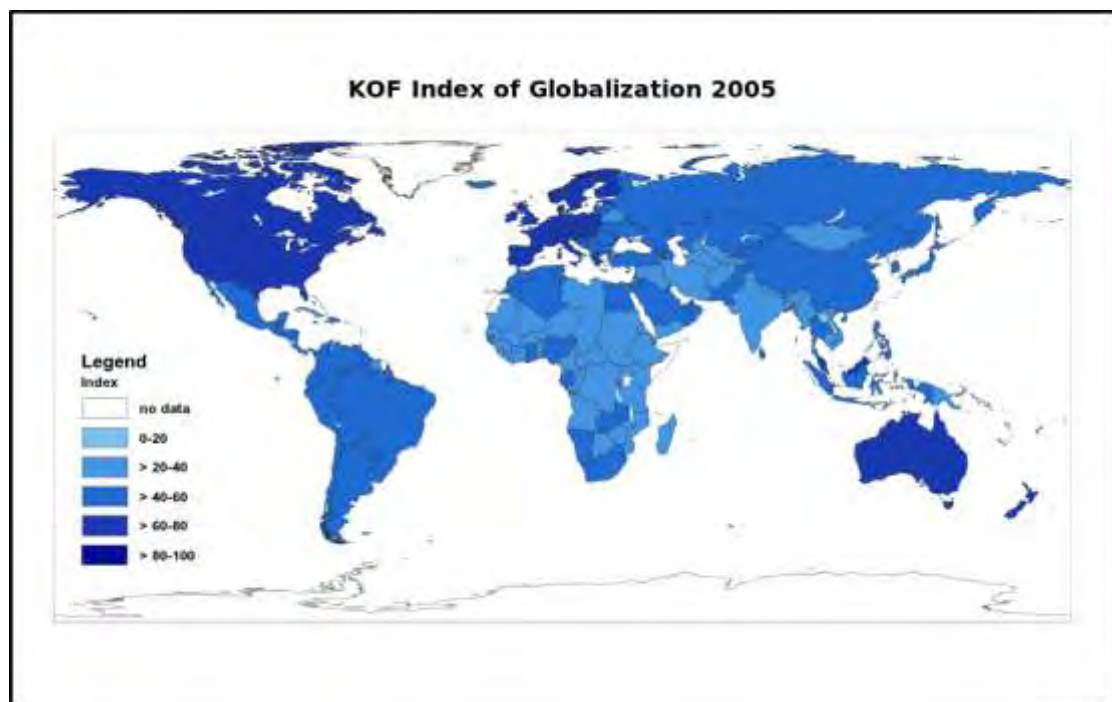 KOF Index of Globalization 2005
Legend
Index
no data
0-20
> 20-40
> 40-60
> 60-80
> 80-100